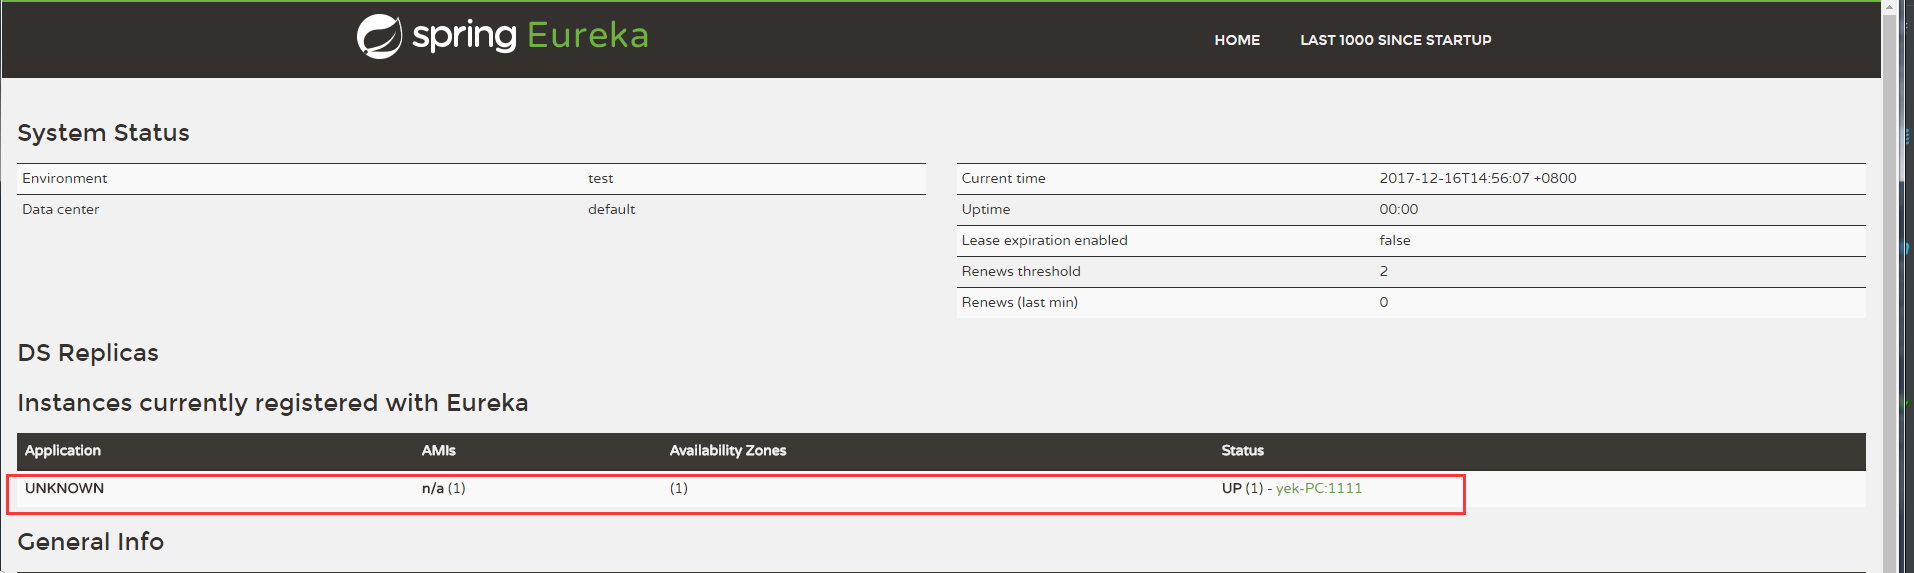 spring Eureka
HOME LAST 1000 SINCE STARTUP
System Status
Environment test
Data center default
Current time 2017-12-16T14:56:07 +0800
Uptime 00:00
Lease expiration enabled false
Renews threshold 2
Renews (last min) 0
DS Replicas
Instances currently registered with Eureka
Application AMIs Availability Zones Status
UNKNOWN n/a (1) (1) UP (1) - yek-PC:1111
General Info